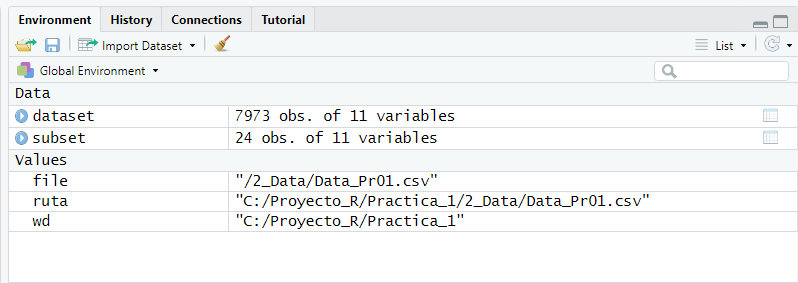 Environment History Connections Tutorial
Import Dataset List
Global Environment
Data
dataset 7973 obs. of 11 variables
subset 24 obs. of 11 variables
Values
file "/2_Data/Data_Pr01.csv"
ruta "C:/Proyecto_R/Practica_1/2_Data/Data_Pr01.csv"
wd "C:/Proyecto_R/Practica_1"